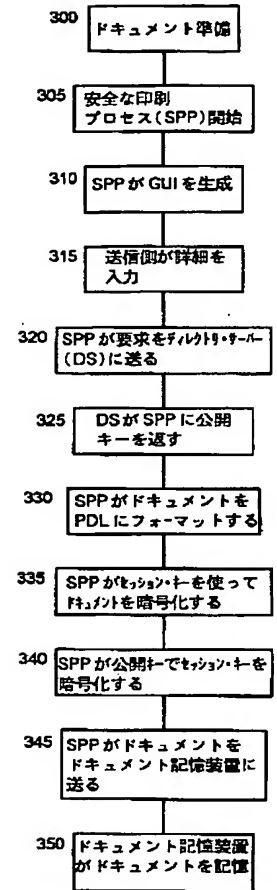 300
ドキュメント準備
305
安全な印刷
プロセス(SPP)開始
310
SPPがGUIを生成
315
送信側が詳細を
入力
320
SPPが要求をディレクトリ・サーバー
(DS)に送る
325
DSがSPPに公開
キーを返す
330
SPPがドキュメントを
PDLにフォーマットする
335
SPPがセッション・キーを使って
ドキュメントを暗号化する
340
SPPが公開キーでセッション・キーを
暗号化する
345
SPPがドキュメントを
ドキュメント記憶装置に
送る
350
ドキュメント記憶装置
がドキュメントを記憶